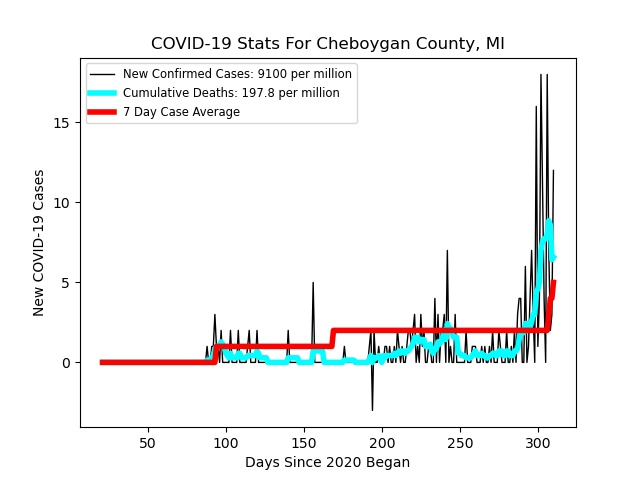 COVID-19 Stats For Cheboygan County, MI
New Confirmed Cases: 9100 per million
Cumulative Deaths: 197.8 per million
7 Day Case Average
New COVID-19 Cases
15
10
5
0
50 100 150 200 250 300
Days Since 2020 Began